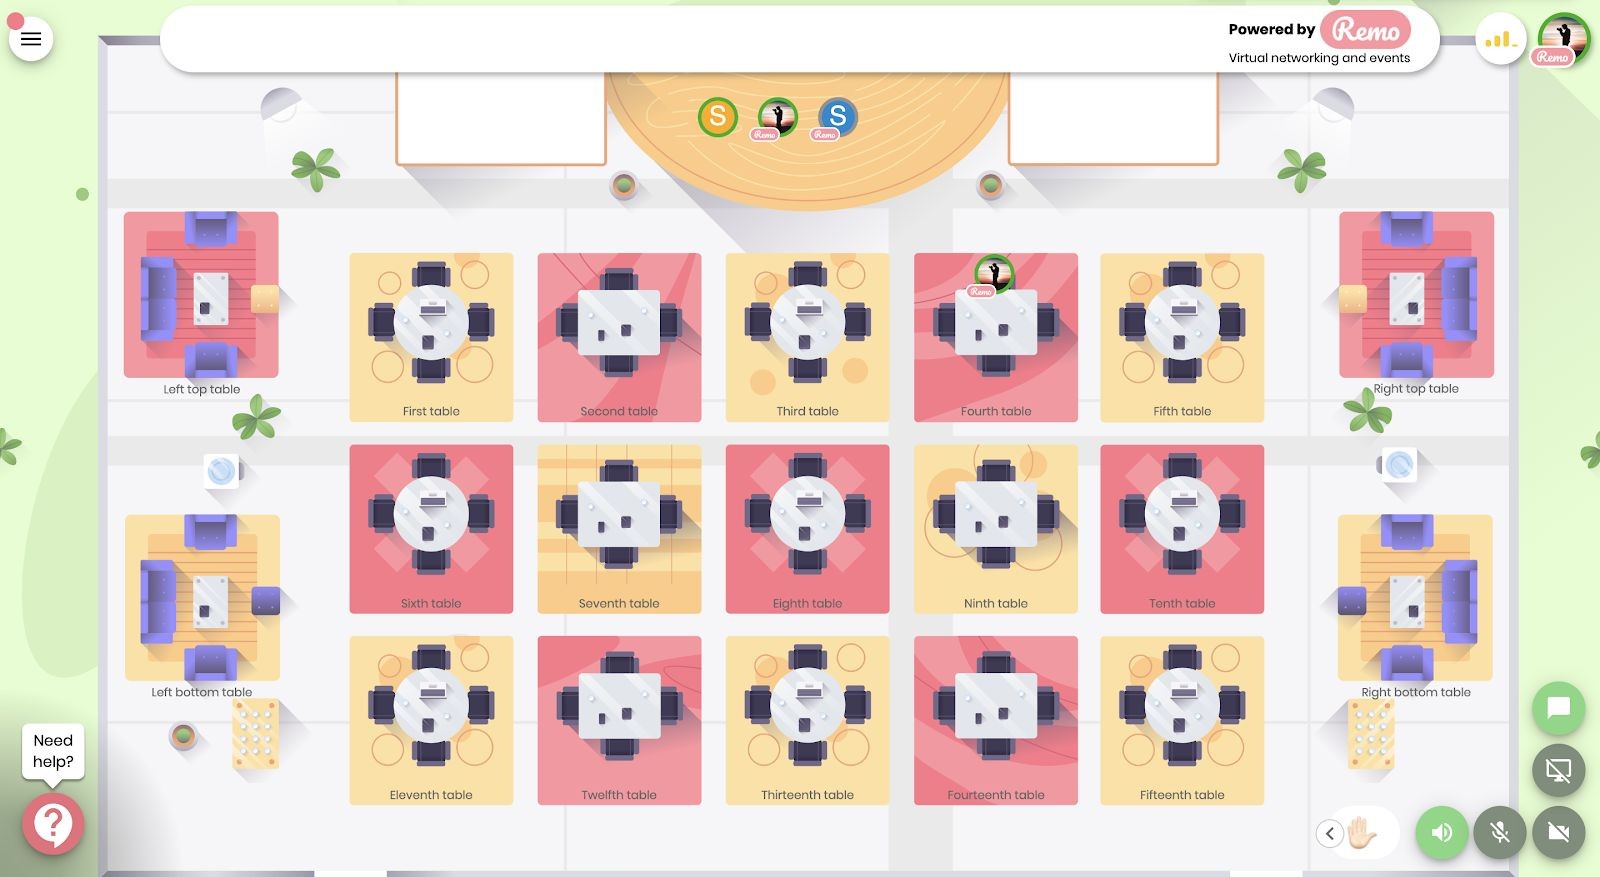 Powered by Remo
Virtual networking and events
Remo
S
S
Remo
Remo
Remo
Left top table
First table
Second table
Third table
Fourth table
Fifth table
Right top table
Sixth table
Seventh table
Eighth table
Ninth table
Tenth table
Left bottom table
Right bottom table
Need
help?
?
Eleventh table
Twelfth table
Thirteenth table
Fourteenth table
Fifteenth table